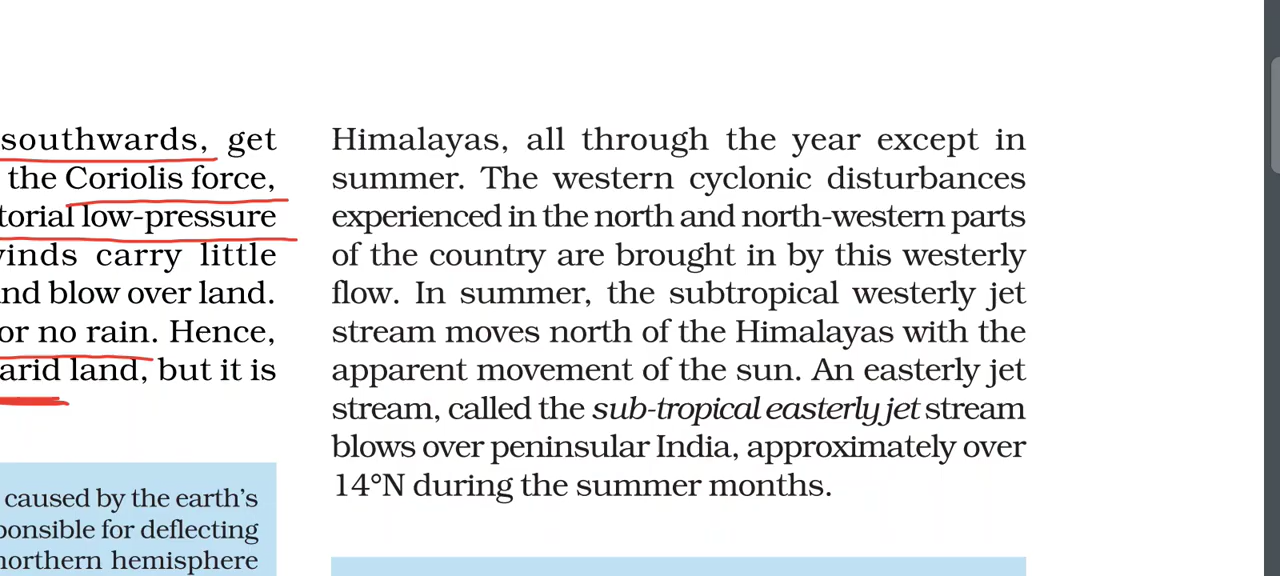 southwards, get
the Coriolis force,
low-pressure
carry little
blow over land.
or no rain. Hence,
arid land, but it is
caused by the earth's
for deflecting
northern hemisphere
Himalayas, all through the year except in
summer. The western cyclonic disturbances
experienced in the north and north-western parts
of the country are brought in by this westerly
flow. In summer, the subtropical westerly jet
stream moves north of the Himalayas with the
apparent movement of the sun. An easterly jet
stream, called the sub-tropical easterly jet stream
blows over peninsular India, approximately over
14°N during the summer months.